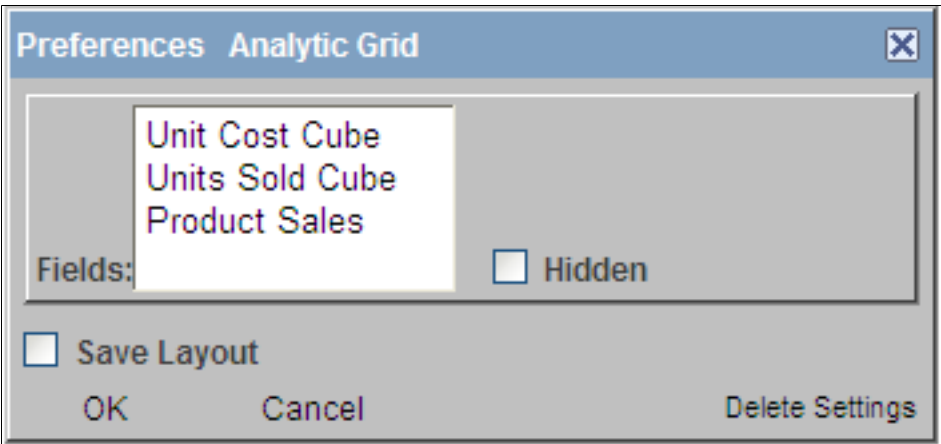 Preferences Analytic Grid
Unit Cost Cube
Units Sold Cube
Product Sales
Fields:
Hidden
Save Layout
OK Cancel Delete Settings